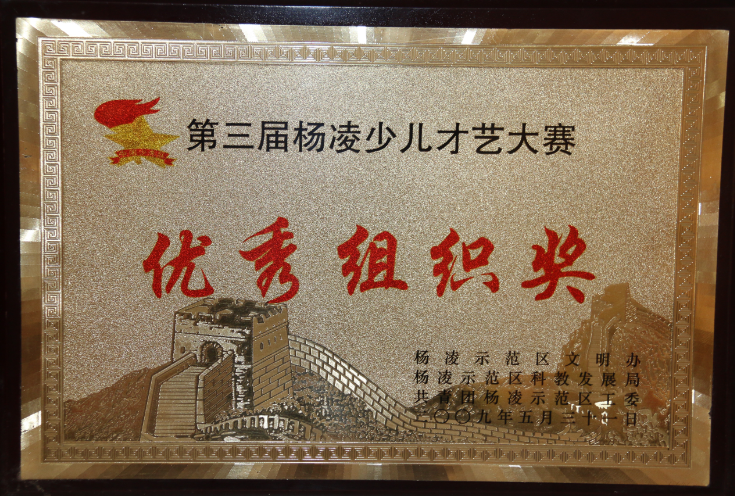 第三届杨凌少儿才艺大赛
优秀组织奖
杨凌示范区文明办
杨凌示范区科教发展局
共青团杨凌示范区工委
二〇〇九年五月三十一日